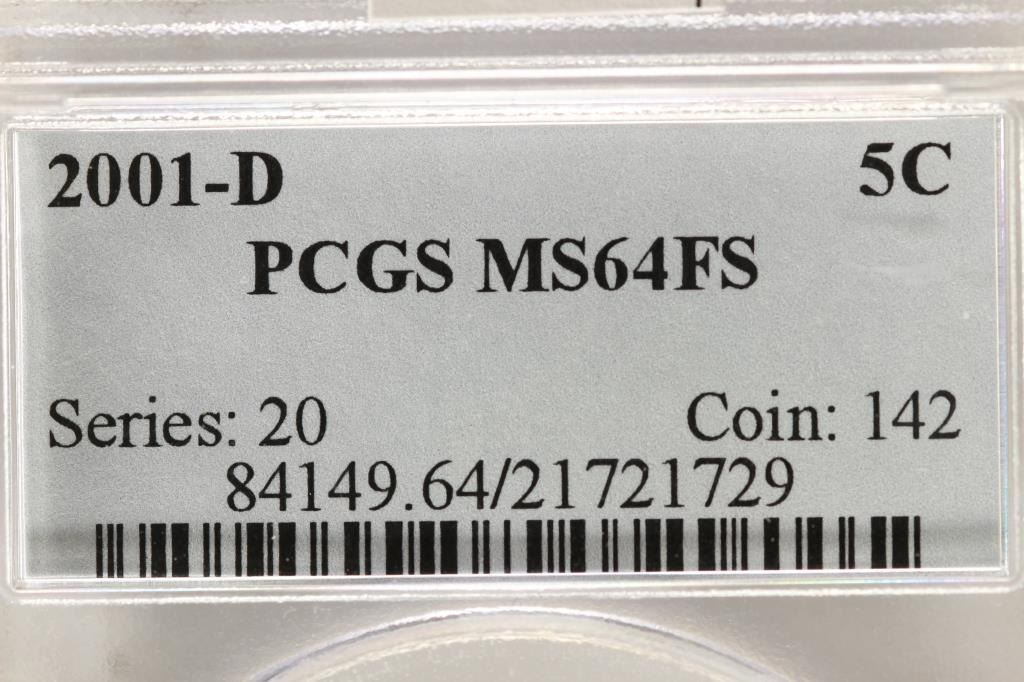 2001-D 5C
PCGS MS64FS
Series: 20 Coin: 142
84149.64/21721729